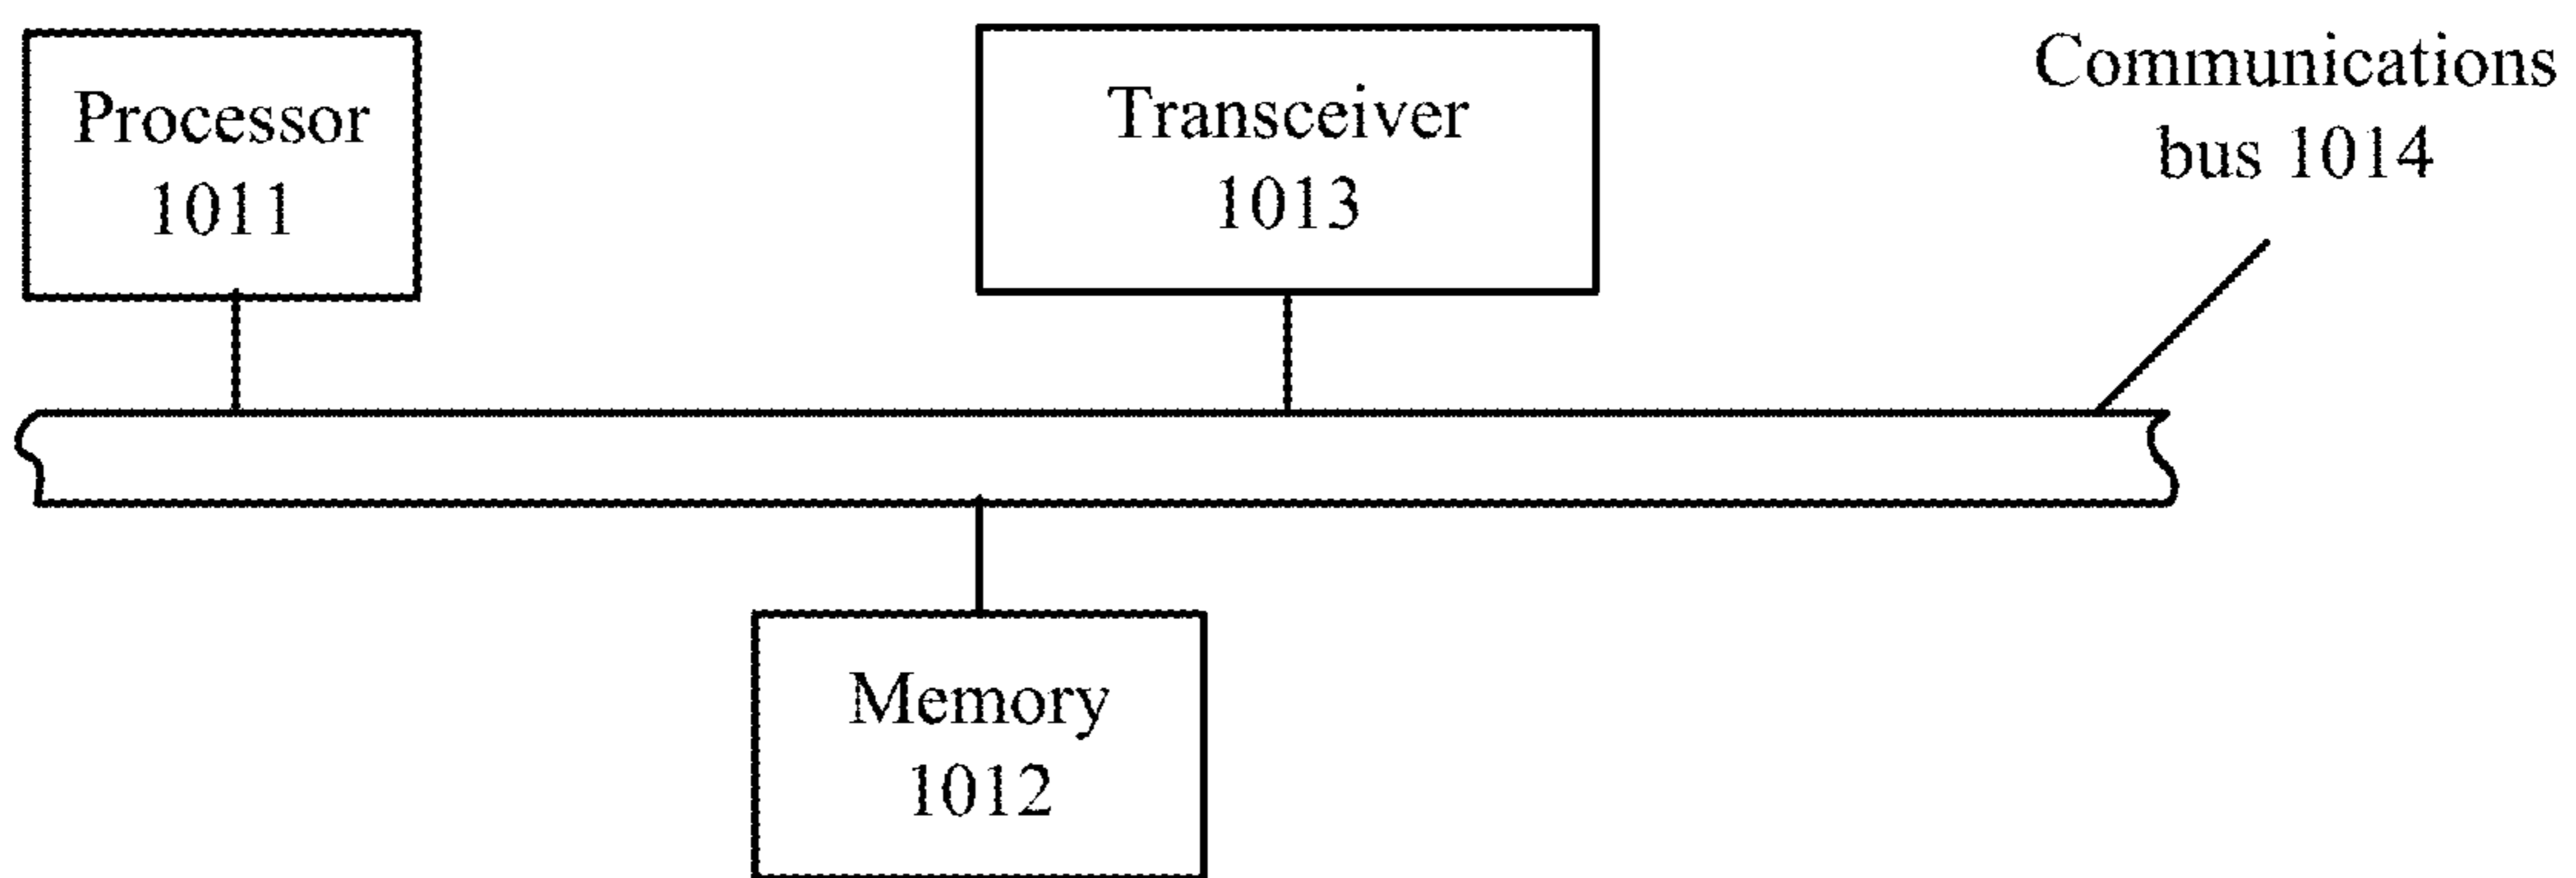 Processor
1011
Transceiver
1013
Communications
bus 1014
Memory
1012